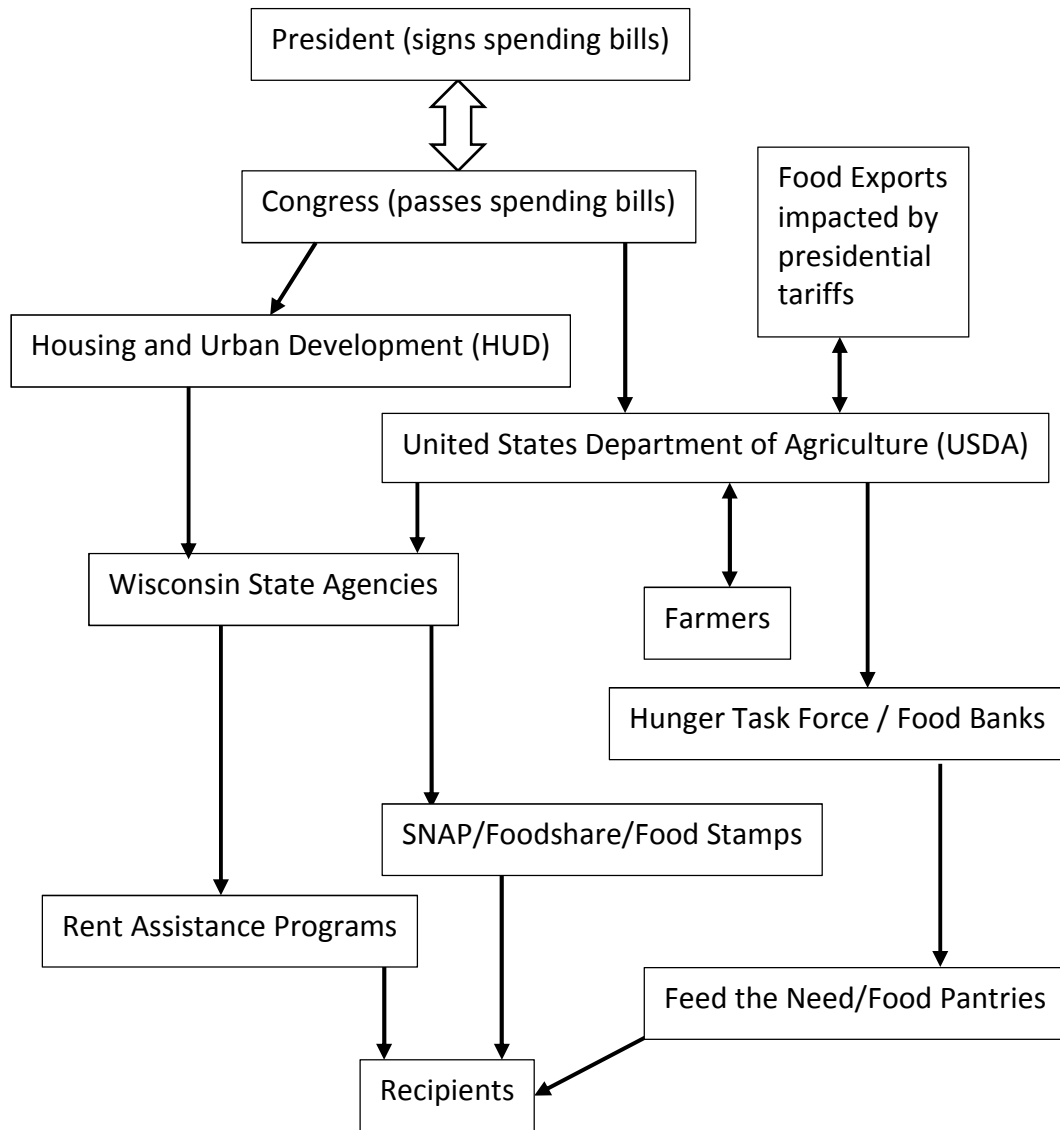 President (signs spending bills)
Congress (passes spending bills)
Food Exports
impacted by
presidential
tariffs
Housing and Urban Development (HUD)
United States Department of Agriculture (USDA)
Wisconsin State Agencies
Farmers
Hunger Task Force / Food Banks
SNAP/Foodshare/Food Stamps
Rent Assistance Programs
Feed the Need/Food Pantries
Recipients